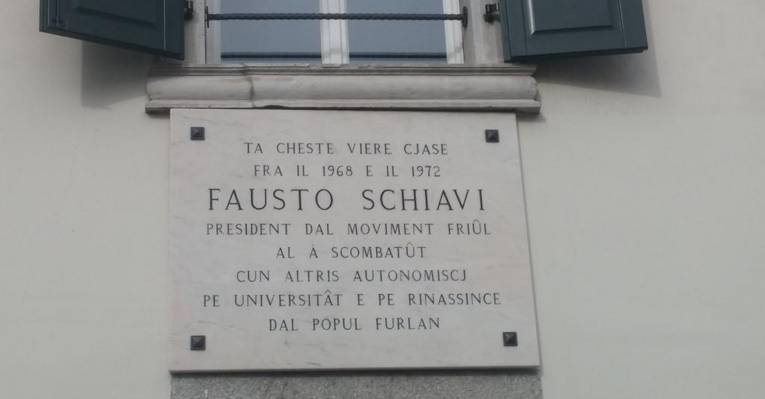 TA CHESTE VIERE CJASE
FRA IL 1968 E IL 1972
FAUSTO SCHIAVI
PRESIDENT DAL MOVIMENT FRIÛL
AL À SCOMBATÛT
CUN ALTRIS AUTONOMISCJ
PE UNIVERSITÂT E PE RINASSINCE
DAL POPUL FURLAN